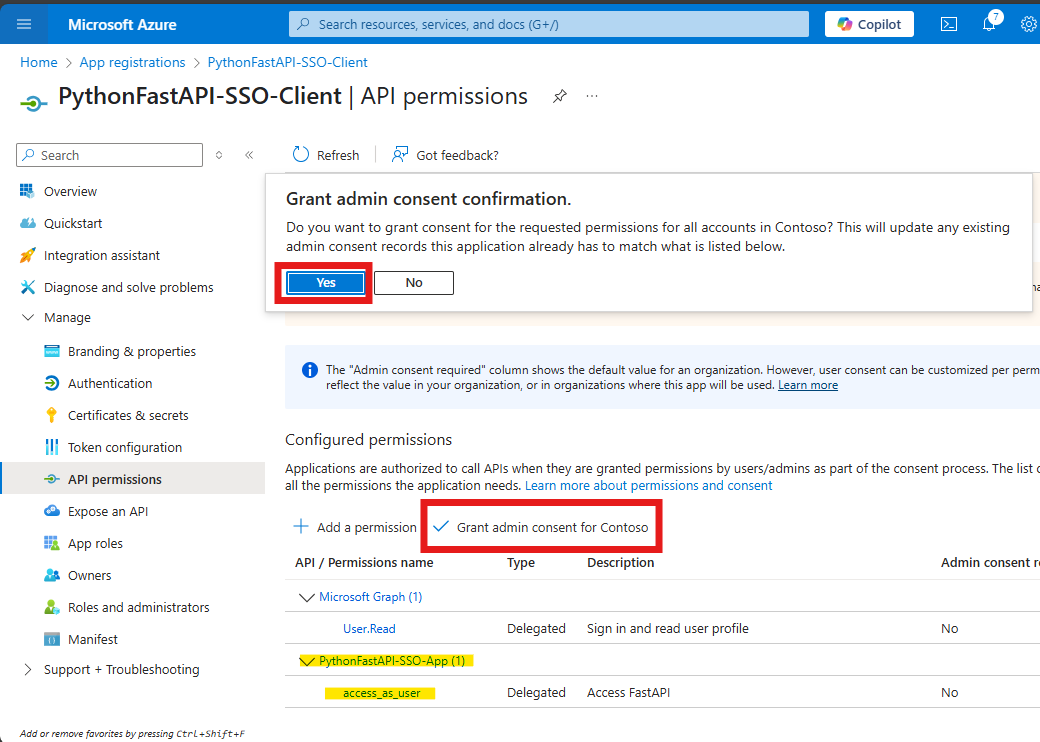 Microsoft Azure
Search resources, services, and docs (G+/)
Copilot
7
Home > App registrations > PythonFastAPI-SSO-Client
PythonFastAPI-SSO-Client | API permissions
Search
Refresh
Got feedback?
Overview
Quickstart
Integration assistant
Diagnose and solve problems
Manage
Branding & properties
Authentication
Certificates & secrets
Token configuration
API permissions
Expose an API
App roles
Owners
Roles and administrators
Manifest
Support + Troubleshooting
Add or remove favorites by pressing Ctrl+Shift+F
Grant admin consent confirmation.
Do you want to grant consent for the requested permissions for all accounts in Contoso? This will update any existing
admin consent records this application already has to match what is listed below.
Yes
No
The "Admin consent required" column shows the default value for an organization. However, user consent can be customized per perm
reflect the value in your organization, or in organizations where this app will be used. Learn more
Configured permissions
Applications are authorized to call APIs when they are granted permissions by users/admins as part of the consent process. The list
all the permissions the application needs. Learn more about permissions and consent
Add a permission
Grant admin consent for Contoso
API / Permissions name Type Description Admin consent re
Microsoft Graph (1)
User.Read Delegated Sign in and read user profile No
PythonFastAPI-SSO-App (1)
access_as_user Delegated Access FastAPI No